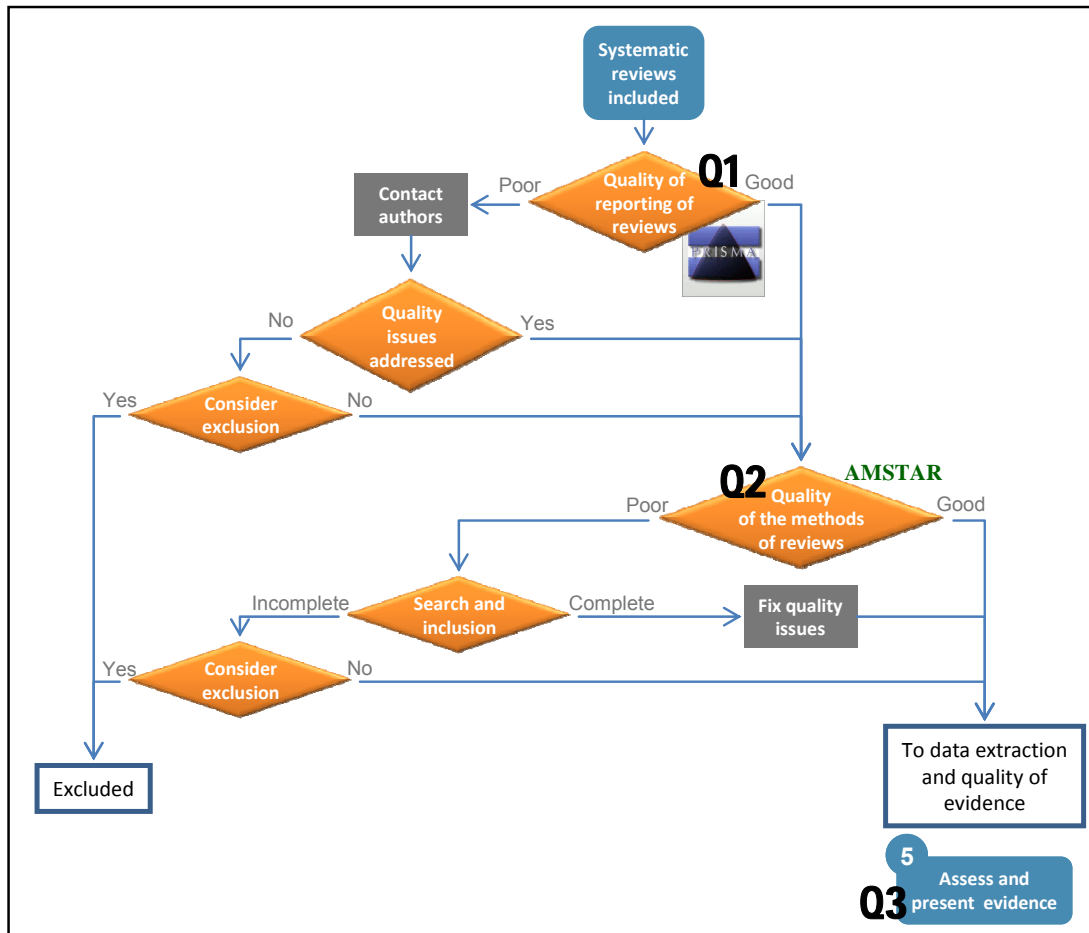 Systematic
reviews
included
Q1
Poor
Quality of
reporting of
reviews
Good
PRISMA
Contact
authors
No
Quality
issues
addressed
Yes
Yes
Consider
exclusion
No
Q2
AMSTAR
Poor
Quality
of the methods
of reviews
Good
Incomplete
Search and
inclusion
Complete
Fix quality
issues
Yes
Consider
exclusion
No
Excluded
To data extraction
and quality of
evidence
5
Q3
Assess and
present evidence